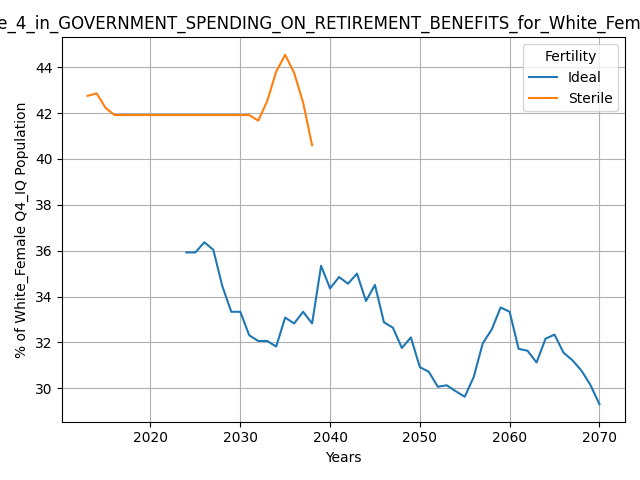 e_4_in_GOVERNMENT_SPENDING_ON_RETIREMENT_BENEFITS_for_White_Fem
Fertility
Ideal
Sterile
% of White_Female Q4_IQ Population
44
42
40
38
36
34
32
30
2020
2030
2040
2050
2060
2070
Years